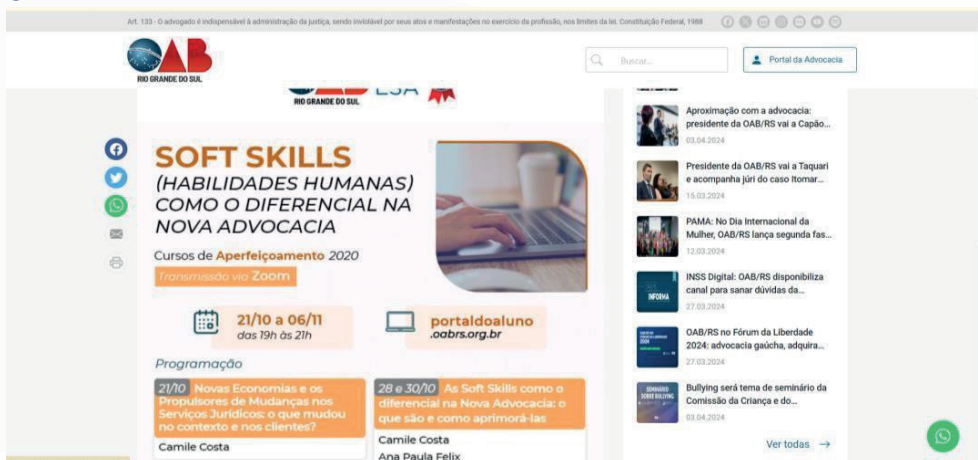 Art. 133 - O advogado é indispensável à administração da justiça, sendo inviolável por seus atos e manifestações no exercício da profissão, nos limites da lei. Constituição Federal, 1988
OAB
RIO GRANDE DO SUL
Buscar...
Portal da Advocacia
RIO GRANDE DO SUL
ESA
SOFT SKILLS
(HABILIDADES HUMANAS)
COMO O DIFERENCIAL NA
NOVA ADVOCACIA
Cursos de Aperfeiçoamento 2020
Transmissão via Zoom
21/10 a 06/11
das 19h às 21h
portaldoaluno
.oabrs.org.br
Programação
21/10 Novas Economias e os
Propulsores de Mudanças nos
Serviços Jurídicos: o que mudou
no contexto e nos clientes?
Camile Costa
28 e 30/10 As Soft Skills como o
diferencial na Nova Advocacia: o
que são e como aprimorá-las
Camile Costa
Ana Paula Felix
Aproximação com a advocacia:
presidente da OAB/RS vai a Capão...
03.04.2024
Presidente da OAB/RS vai a Taquari
e acompanha júri do caso Itomar...
15.03.2024
PAMA: No Dia Internacional da
Mulher, OAB/RS lança segunda fas...
12.03.2024
INFORMA
INSS Digital: OAB/RS disponibiliza
canal para sanar dúvidas da...
27.03.2024
OAB/RS no Fórum da Liberdade
2024: advocacia gaúcha, adquira...
27.03.2024
SEMINÁRIO
SOBRE BULLYING
Bullying será tema de seminário da
Comissão da Criança e do...
03.04.2024
Ver todas →